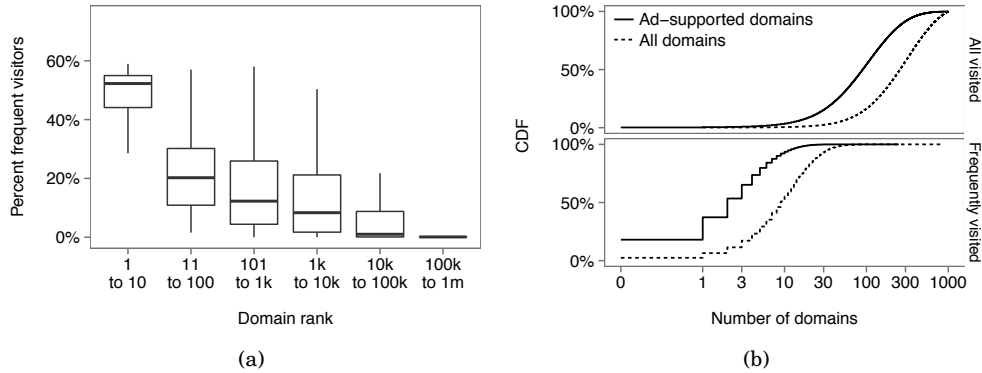 Percent frequent visitors
60%
40%
20%
0%
1 to 10
11 to 100
101 to 1k
1k to 10k
10k to 100k
100k to 1m
Domain rank
(a)
CDF
100%
50%
0%
Ad−supported domains
All domains
All visited
100%
50%
0%
Frequently visited
0 1 3 10 30 100 300 1000
Number of domains
(b)